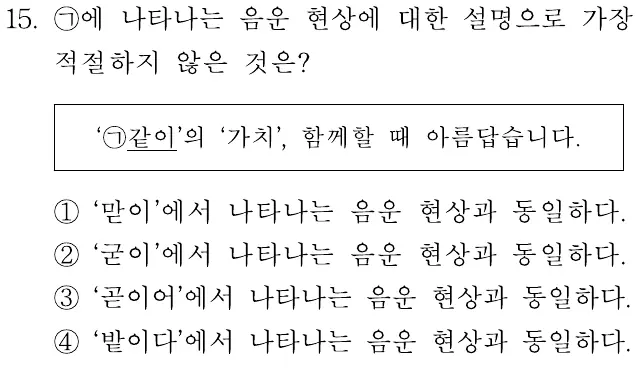 15. ㉠에 나타나는 음운 현상에 대한 설명으로 가장
적절하지 않은 것은?
‘㉠같이’의 ‘가치’, 함께할 때 아름답습니다.
① ‘맏이’에서 나타나는 음운 현상과 동일하다.
② ‘굳이’에서 나타나는 음운 현상과 동일하다.
③ ‘곧이어’에서 나타나는 음운 현상과 동일하다.
④ ‘밭이다’에서 나타나는 음운 현상과 동일하다.